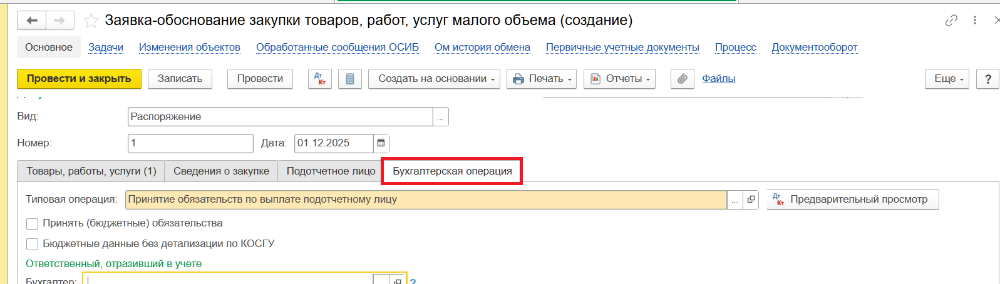 Заявка-обоснование закупки товаров, работ, услуг малого объема (создание)
Основное Задачи Изменения объектов Обработанные сообщения ОСИБ Ом история обмена Первичные учетные документы Процесс Документооборот
Провести и закрыть Записать Провести Дт Кт Создать на основании Печать Отчеты Файлы Еще ?
Вид: Распоряжение ...
Номер: 1 Дата: 01.12.2025
Товары, работы, услуги (1) Сведения о закупке Подотчетное лицо Бухгалтерская операция
Типовая операция: Принятие обязательств по выплате подотчетному лицу ... Дт Кт Предварительный просмотр
Принять (бюджетные) обязательства
Бюджетные данные без детализации по КОСГУ
Ответственный, отразивший в учете
Бухгалтер: ?